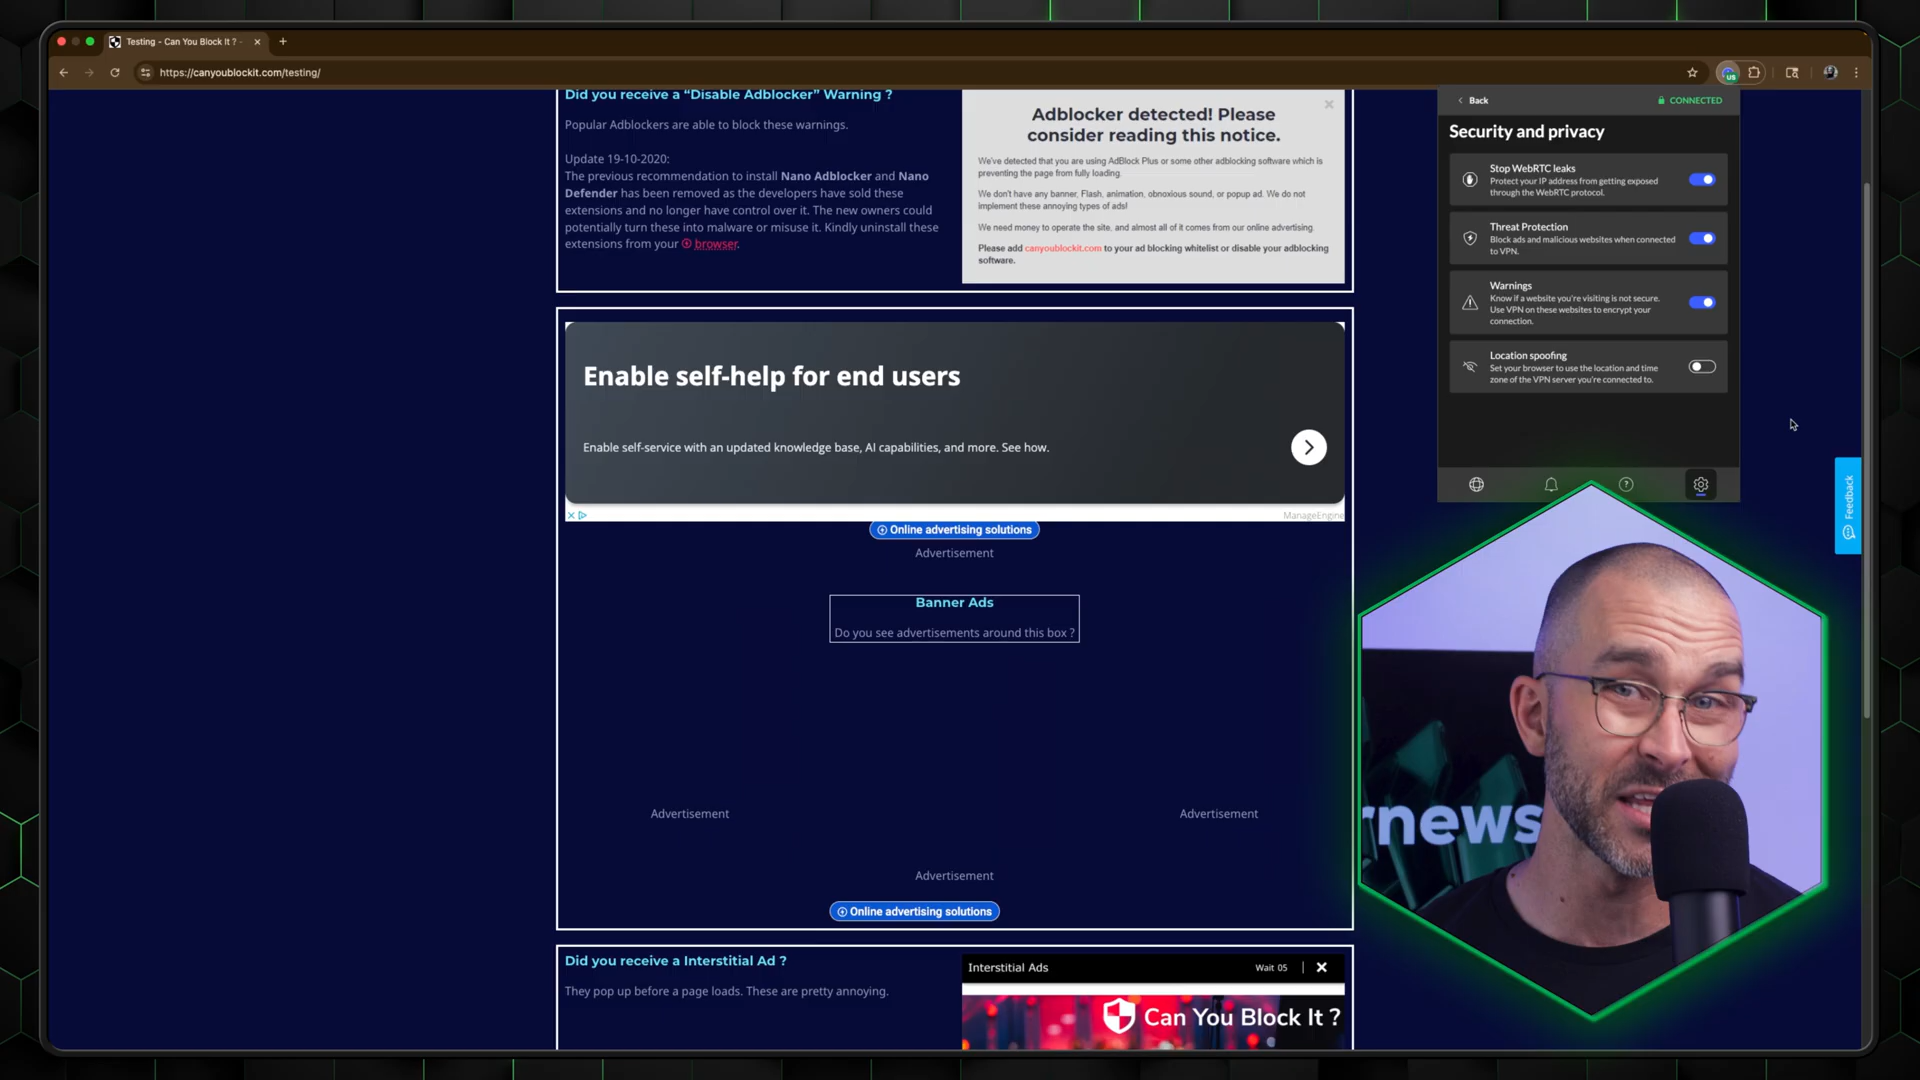 Testing - Can You Block It ? -
https://canyoublockit.com/testing/
US
Did you receive a “Disable Adblocker” Warning ?
Popular Adblockers are able to block these warnings.
Update 19-10-2020:
The previous recommendation to install Nano Adblocker and Nano
Defender has been removed as the developers have sold these
extensions and no longer have control over it. The new owners could
potentially turn these into malware or misuse it. Kindly uninstall these
extensions from your browser.
Adblocker detected! Please
consider reading this notice.
We've detected that you are using AdBlock Plus or some other adblocking software which is
preventing the page from fully loading.
We don't have any banner, Flash, animation, obnoxious sound, or popup ad. We do not
implement these annoying types of ads!
We need money to operate the site, and almost all of it comes from our online advertising.
Please add canyoublockit.com to your ad blocking whitelist or disable your adblocking
software.
Enable self-help for end users
Enable self-service with an updated knowledge base, AI capabilities, and more. See how.
ManageEngine
Online advertising solutions
Advertisement
Banner Ads
Do you see advertisements around this box ?
Advertisement
Advertisement
Advertisement
Online advertising solutions
Did you receive a Interstitial Ad ?
They pop up before a page loads. These are pretty annoying.
Interstitial Ads
Wait 05
Can You Block It ?
Back
CONNECTED
Security and privacy
Stop WebRTC leaks
Protect your IP address from getting exposed
through the WebRTC protocol.
Threat Protection
Block ads and malicious websites when connected
to VPN.
Warnings
Know if a website you're visiting is not secure.
Use VPN on these websites to encrypt your
connection.
Location spoofing
Set your browser to use the location and time
zone of the VPN server you're connected to.
Feedback
rnews